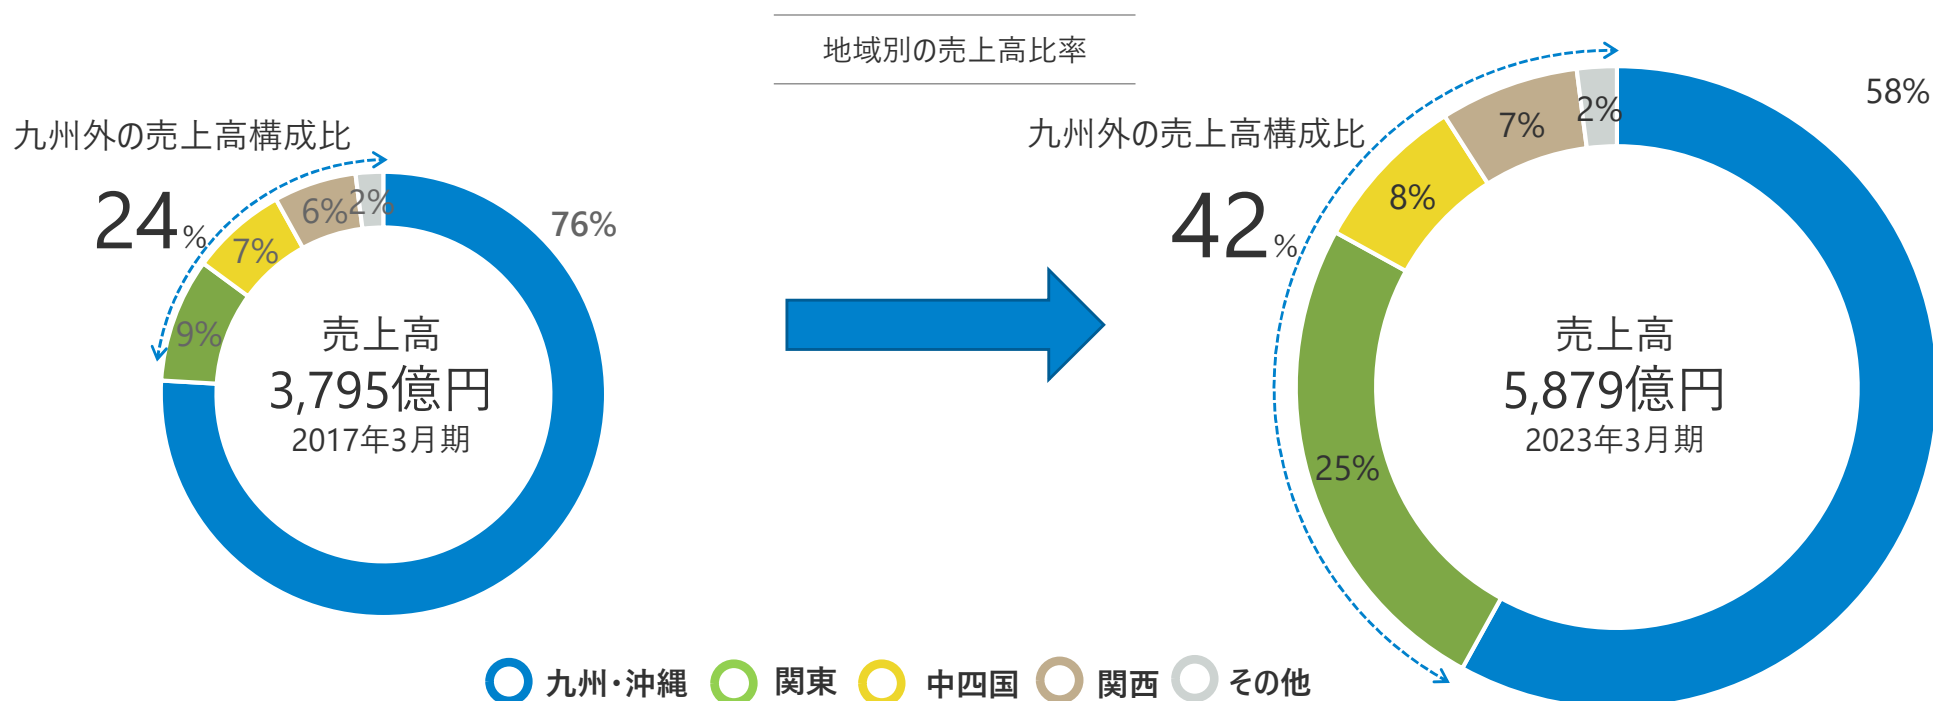 地域別の売上高比率
九州外の売上高構成比
24%
76%
9%
7%
6%
2%
売上高
3,795億円
2017年3月期
九州外の売上高構成比
42%
58%
25%
8%
7%
2%
売上高
5,879億円
2023年3月期
九州・沖縄 関東 中四国 関西 その他